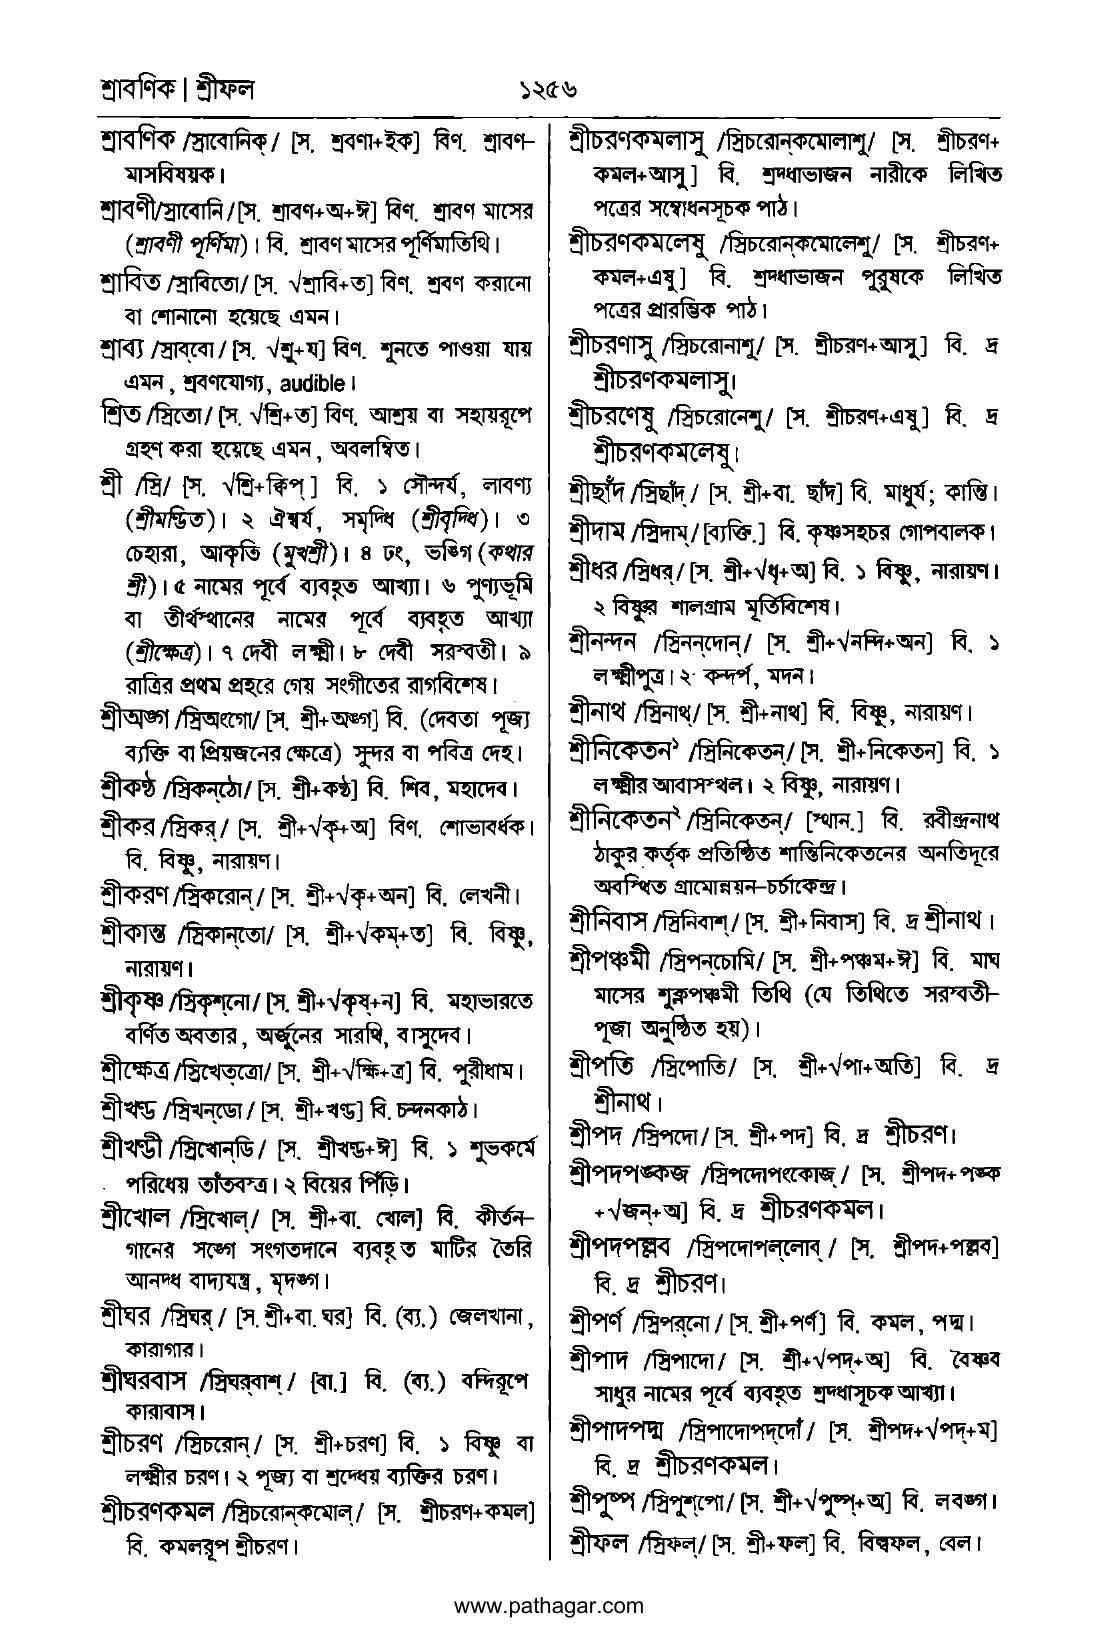 শ্রাবণিক | শ্রীফল
১২৫৬
শ্রাবণিক /স্রাবোনিক্/ [স. শ্রবণা+ইক] বিণ. শ্রাবণ–
মাসবিষয়ক।
শ্রাবণী/স্রাবোনি/[স. শ্রাবণ+অ+ঈ] বিণ. শ্রাবণ মাসের
(শ্রাবণী পূর্ণিমা)। বি. শ্রাবণ মাসের পূর্ণিমাতিথি।
শ্রাবিত /স্রাবিতো/ [স. √শ্রাবি+ত] বিণ. শ্রবণ করানো
বা শোনানো হয়েছে এমন।
শ্রাব্য /স্রাব্‌বো/ [স. √শ্রু+য] বিণ. শুনতে পাওয়া যায়
এমন, শ্রবণযোগ্য, audible।
শ্রিত /স্রিতো/ [স. √শ্রি+ত] বিণ. আশ্রয় বা সহায়রূপে
গ্রহণ করা হয়েছে এমন, অবলম্বিত।
শ্রী /স্রি/ [স. √শ্রি+ক্বিপ্] বি. ১ সৌন্দর্য, লাবণ্য
(শ্রীমণ্ডিত)। ২ ঐশ্বর্য, সমৃদ্ধি (শ্রীবৃদ্ধি)। ৩
চেহারা, আকৃতি (মুখশ্রী)। ৪ ঢং, ভঙ্গি (কথার
শ্রী)। ৫ নামের পূর্বে ব্যবহৃত আখ্যা। ৬ পুণ্যভূমি
বা তীর্থস্থানের নামের পূর্বে ব্যবহৃত আখ্যা
(শ্রীক্ষেত্র)। ৭ দেবী লক্ষ্মী। ৮ দেবী সরস্বতী। ৯
রাত্রির প্রথম প্রহরে গেয় সংগীতের রাগবিশেষ।
শ্রীঅঙ্গ /স্রিঅংগো/ [স. শ্রী+অঙ্গ] বি. (দেবতা পূজ্য
ব্যক্তি বা প্রিয়জনের ক্ষেত্রে) সুন্দর বা পবিত্র দেহ।
শ্রীকণ্ঠ /স্রিকন্‌ঠো/ [স. শ্রী+কণ্ঠ] বি. শিব, মহাদেব।
শ্রীকর /স্রিকর্/ [স. শ্রী+√কৃ+অ] বিণ. শোভাবর্ধক।
বি. বিষ্ণু, নারায়ণ।
শ্রীকরণ /স্রিকরোন্/ [স. শ্রী+√কৃ+অন] বি. লেখনী।
শ্রীকান্ত /স্রিকান্‌তো/ [স. শ্রী+√কম্+ত] বি. বিষ্ণু,
নারায়ণ।
শ্রীকৃষ্ণ /স্রিকৃশ্‌নো/ [স. শ্রী+√কৃষ্+ন] বি. মহাভারতে
বর্ণিত অবতার, অর্জুনের সারথি, বাসুদেব।
শ্রীক্ষেত্র /স্রিখেত্‌ত্রো/ [স. শ্রী+√ক্ষি+ত্র] বি. পুরীধাম।
শ্রীখণ্ড /স্রিখন্‌ডো/ [স. শ্রী+খণ্ড] বি. চন্দনকাঠ।
শ্রীখণ্ডী /স্রিখোন্‌ডি/ [স. শ্রীখন্ড+ঈ] বি. ১ শুভকর্মে
পরিধেয় তাঁতবস্ত্র। ২ বিয়ের পিঁড়ি।
শ্রীখোল /স্রিখোল্/ [স. শ্রী+বা. খোল] বি. কীর্তন–
গানের সঙ্গে সংগতদানে ব্যবহৃত মাটির তৈরি
আনদ্ধ বাদ্যযন্ত্র, মৃদঙ্গ।
শ্রীঘর /স্রিঘর্/ [স. শ্রী+বা. ঘর] বি. (ব্য.) জেলখানা,
কারাগার।
শ্রীঘরবাস /স্রিঘর্‌বাশ্/ [বা.] বি. (ব্য.) বন্দিরূপে
কারাবাস।
শ্রীচরণ /স্রিচরোন্/ [স. শ্রী+চরণ] বি. ১ বিষ্ণু বা
লক্ষ্মীর চরণ। ২ পূজ্য বা শ্রদ্ধেয় ব্যক্তির চরণ।
শ্রীচরণকমল /স্রিচরোন্‌কমোল্/ [স. শ্রীচরণ+কমল]
বি. কমলরূপ শ্রীচরণ।
শ্রীচরণকমলাসু /স্রিচরোন্‌কমোলাশু/ [স. শ্রীচরণ+
কমল+আসু] বি. শ্রদ্ধাভাজন নারীকে লিখিত
পত্রের সম্বোধনসূচক পাঠ।
শ্রীচরণকমলেষু /স্রিচরোন্‌কমোলেশু/ [স. শ্রীচরণ+
কমল+এষু] বি. শ্রদ্ধাভাজন পুরুষকে লিখিত
পত্রের প্রারম্ভিক পাঠ।
শ্রীচরণাসু /স্রিচরোনাশু/ [স. শ্রীচরণ+আসু] বি. দ্র
শ্রীচরণকমলাসু।
শ্রীচরণেষু /স্রিচরোনেশু/ [স. শ্রীচরণ+এষু] বি. দ্র
শ্রীচরণকমলেষু।
শ্রীছাঁদ /স্রিছাঁদ্/ [স. শ্রী+বা. ছাঁদ] বি. মাধুর্য; কান্তি।
শ্রীদাম /স্রিদাম্/ [ব্যক্তি.] বি. কৃষ্ণসহচর গোপবালক।
শ্রীধর /স্রিধর্/ [স. শ্রী+√ধৃ+অ] বি. ১ বিষ্ণু, নারায়ণ।
২ বিষ্ণুর শালগ্রাম মূর্তিবিশেষ।
শ্রীনন্দন /স্রিনন্‌দোন্/ [স. শ্রী+√নন্দি+অন] বি. ১
লক্ষ্মীপুত্র। ২ কন্দর্প, মদন।
শ্রীনাথ /স্রিনাথ্/ [স. শ্রী+নাথ] বি. বিষ্ণু, নারায়ণ।
শ্রীনিকেতন১ /স্রিনিকেতন্/ [স. শ্রী+নিকেতন] বি. ১
লক্ষ্মীর আবাসস্থল। ২ বিষ্ণু, নারায়ণ।
শ্রীনিকেতন২ /স্রিনিকেতন্/ [স্থান.] বি. রবীন্দ্রনাথ
ঠাকুর কর্তৃক প্রতিষ্ঠিত শান্তিনিকেতনের অনতিদূরে
অবস্থিত গ্রামোন্নয়ন–চর্চাকেন্দ্র।
শ্রীনিবাস /স্রিনিবাশ্/ [স. শ্রী+নিবাস] বি. দ্র শ্রীনাথ।
শ্রীপঞ্চমী /স্রিপন্‌চোমি/ [স. শ্রী+পঞ্চম+ঈ] বি. মাঘ
মাসের শুক্লপঞ্চমী তিথি (যে তিথিতে সরস্বতী–
পূজা অনুষ্ঠিত হয়)।
শ্রীপতি /স্রিপোতি/ [স. শ্রী+√পা+অতি] বি. দ্র
শ্রীনাথ।
শ্রীপদ /স্রিপদো/ [স. শ্রী+পদ] বি. দ্র শ্রীচরণ।
শ্রীপদপঙ্কজ /স্রিপদোপংকোজ্/ [স. শ্রীপদ+পঙ্ক
+√জন্+অ] বি. দ্র শ্রীচরণকমল।
শ্রীপদপল্লব /স্রিপদোপল্‌লোব্/ [স. শ্রীপদ+পল্লব]
বি. দ্র শ্রীচরণ।
শ্রীপর্ণ /স্রিপর্‌নো/ [স. শ্রী+পর্ণ] বি. কমল, পদ্ম।
শ্রীপাদ /স্রিপাদো/ [স. শ্রী+√পদ্+অ] বি. বৈষ্ণব
সাধুর নামের পূর্বে ব্যবহৃত শ্রদ্ধাসূচক আখ্যা।
শ্রীপাদপদ্ম /স্রিপাদোপদ্‌দোঁ/ [স. শ্রীপদ+√পদ্+ম]
বি. দ্র শ্রীচরণকমল।
শ্রীপুষ্প /স্রিপুশ্‌পো/ [স. শ্রী+√পুষ্প্+অ] বি. লবঙ্গ।
শ্রীফল /স্রিফল্/ [স. শ্রী+ফল] বি. বিল্বফল, বেল।
www.pathagar.com